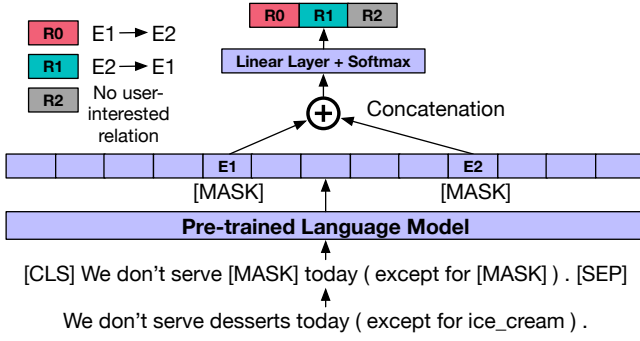 R0 R1 R2
R0 E1 → E2
R1 E2 → E1
R2 No user-
interested
relation
Linear Layer + Softmax
+
Concatenation
E1 E2
[MASK] [MASK]
Pre-trained Language Model
[CLS] We don't serve [MASK] today ( except for [MASK] ) . [SEP]
We don't serve desserts today ( except for ice_cream ) .